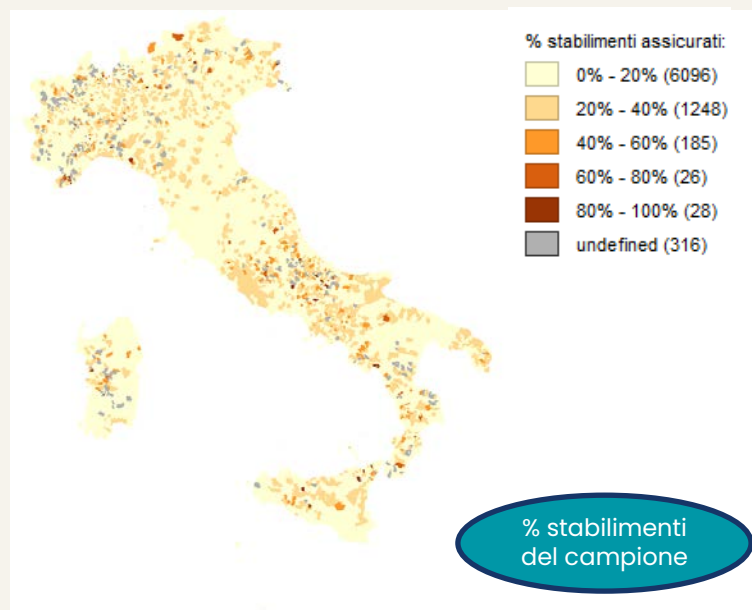 % stabilimenti assicurati:
0% - 20% (6096)
20% - 40% (1248)
40% - 60% (185)
60% - 80% (26)
80% - 100% (28)
undefined (316)
% stabilimenti
del campione